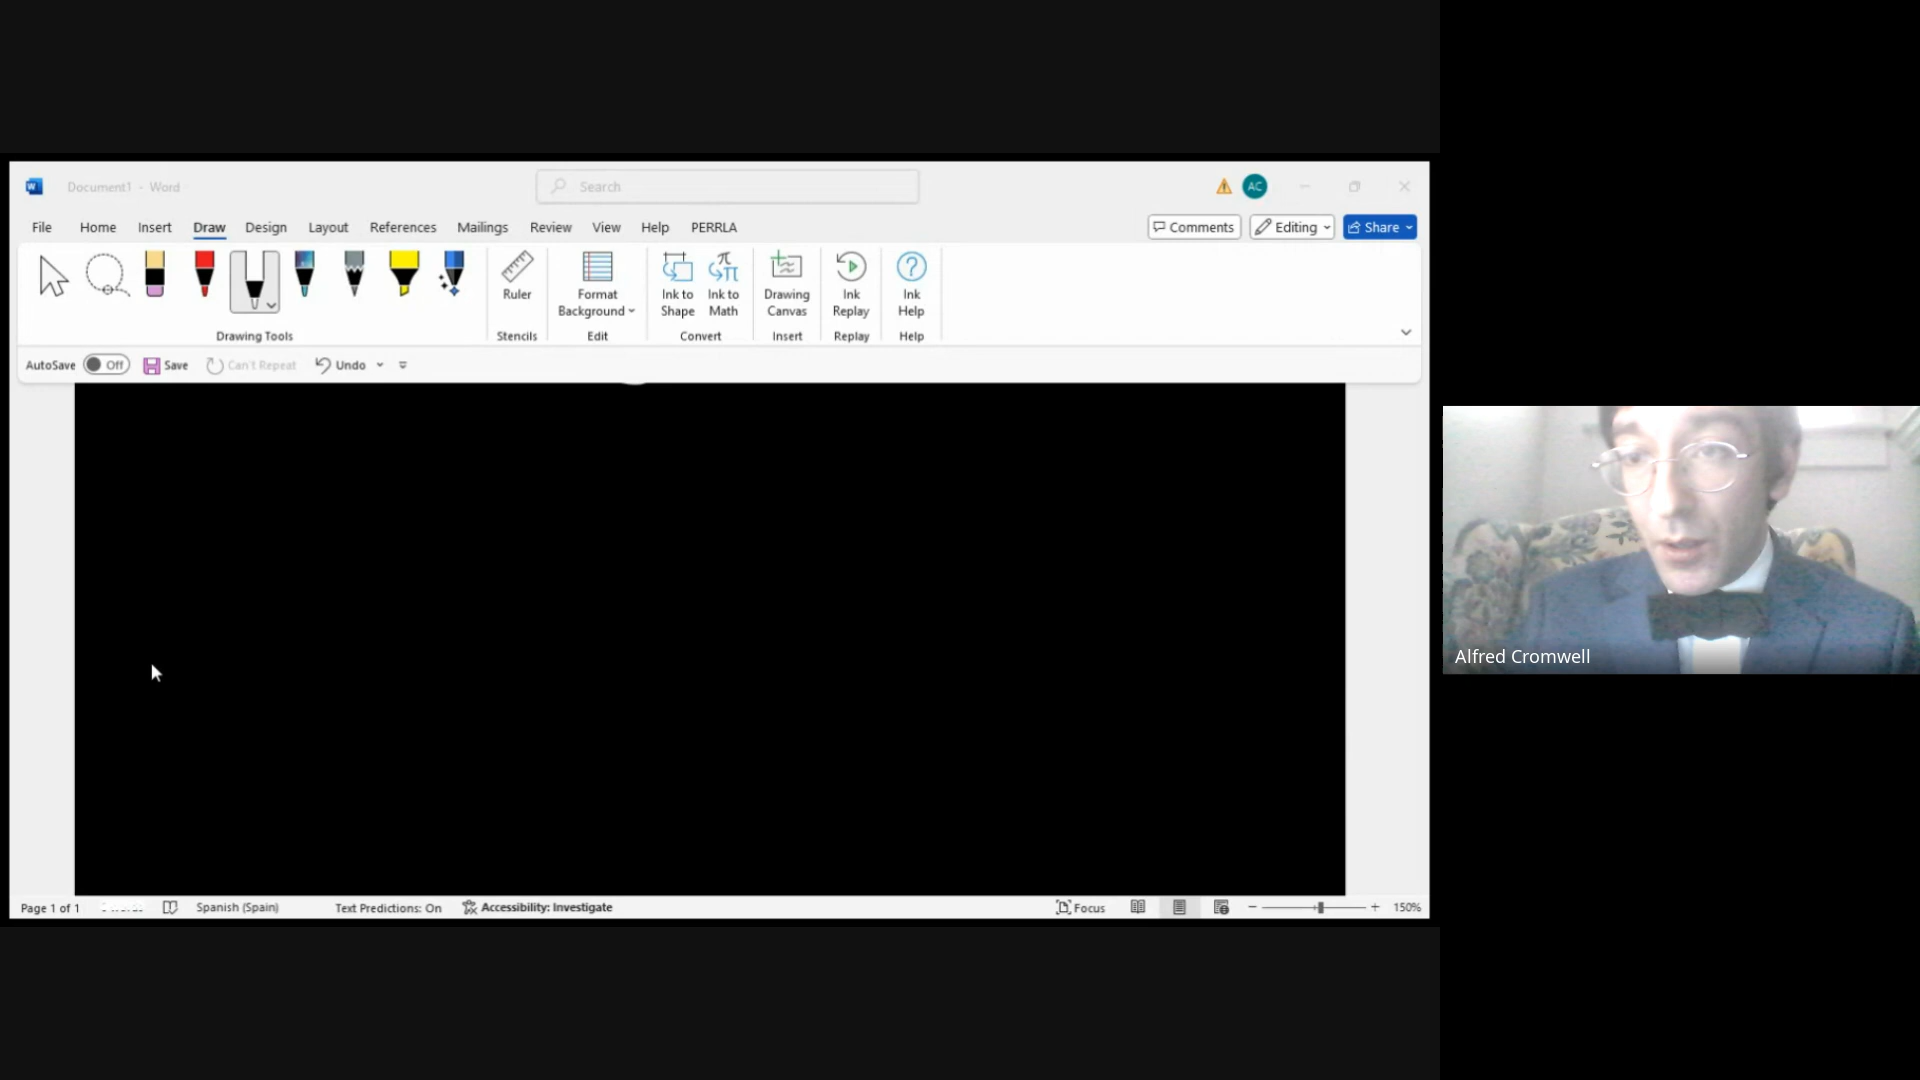 Document1 - Word
Search
AC
File Home Insert Draw Design Layout References Mailings Review View Help PERRLA
Comments Editing Share
Ruler
Format Background
Ink to Shape
Ink to Math
Drawing Canvas
Ink Replay
Ink Help
Drawing Tools Stencils Edit Convert Insert Replay Help
AutoSave Off Save Can't Repeat Undo
Alfred Cromwell
Page 1 of 1 Spanish (Spain) Text Predictions: On Accessibility: Investigate Focus 150%